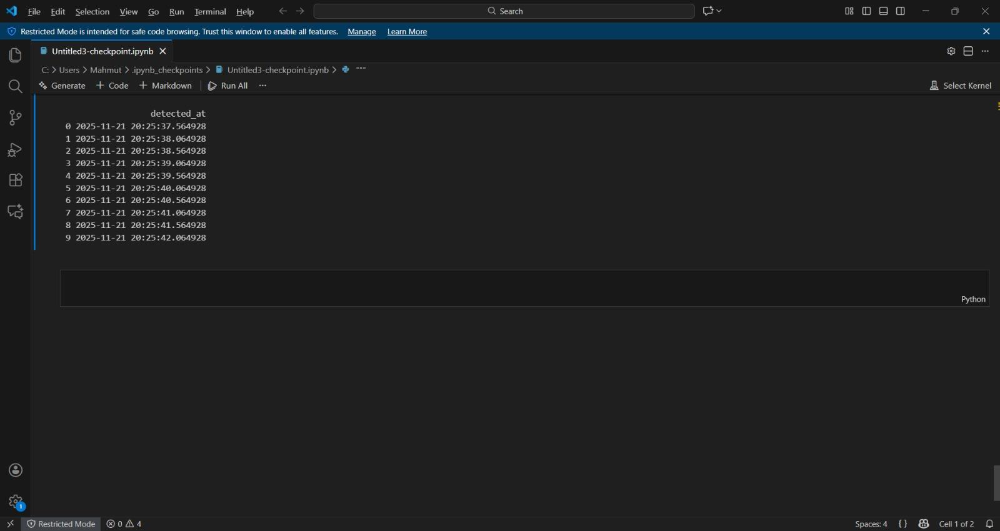 File Edit Selection View Go Run Terminal Help Search
Restricted Mode is intended for safe code browsing. Trust this window to enable all features. Manage Learn More
Untitled3-checkpoint.ipynb
C: > Users > Mahmut > .ipynb_checkpoints > Untitled3-checkpoint.ipynb > """
Generate + Code + Markdown Run All ... Select Kernel
detected_at
0 2025-11-21 20:25:37.564928
1 2025-11-21 20:25:38.064928
2 2025-11-21 20:25:38.564928
3 2025-11-21 20:25:39.064928
4 2025-11-21 20:25:39.564928
5 2025-11-21 20:25:40.064928
6 2025-11-21 20:25:40.564928
7 2025-11-21 20:25:41.064928
8 2025-11-21 20:25:41.564928
9 2025-11-21 20:25:42.064928
Python
1
Restricted Mode 0 4 Spaces: 4 {} Cell 1 of 2